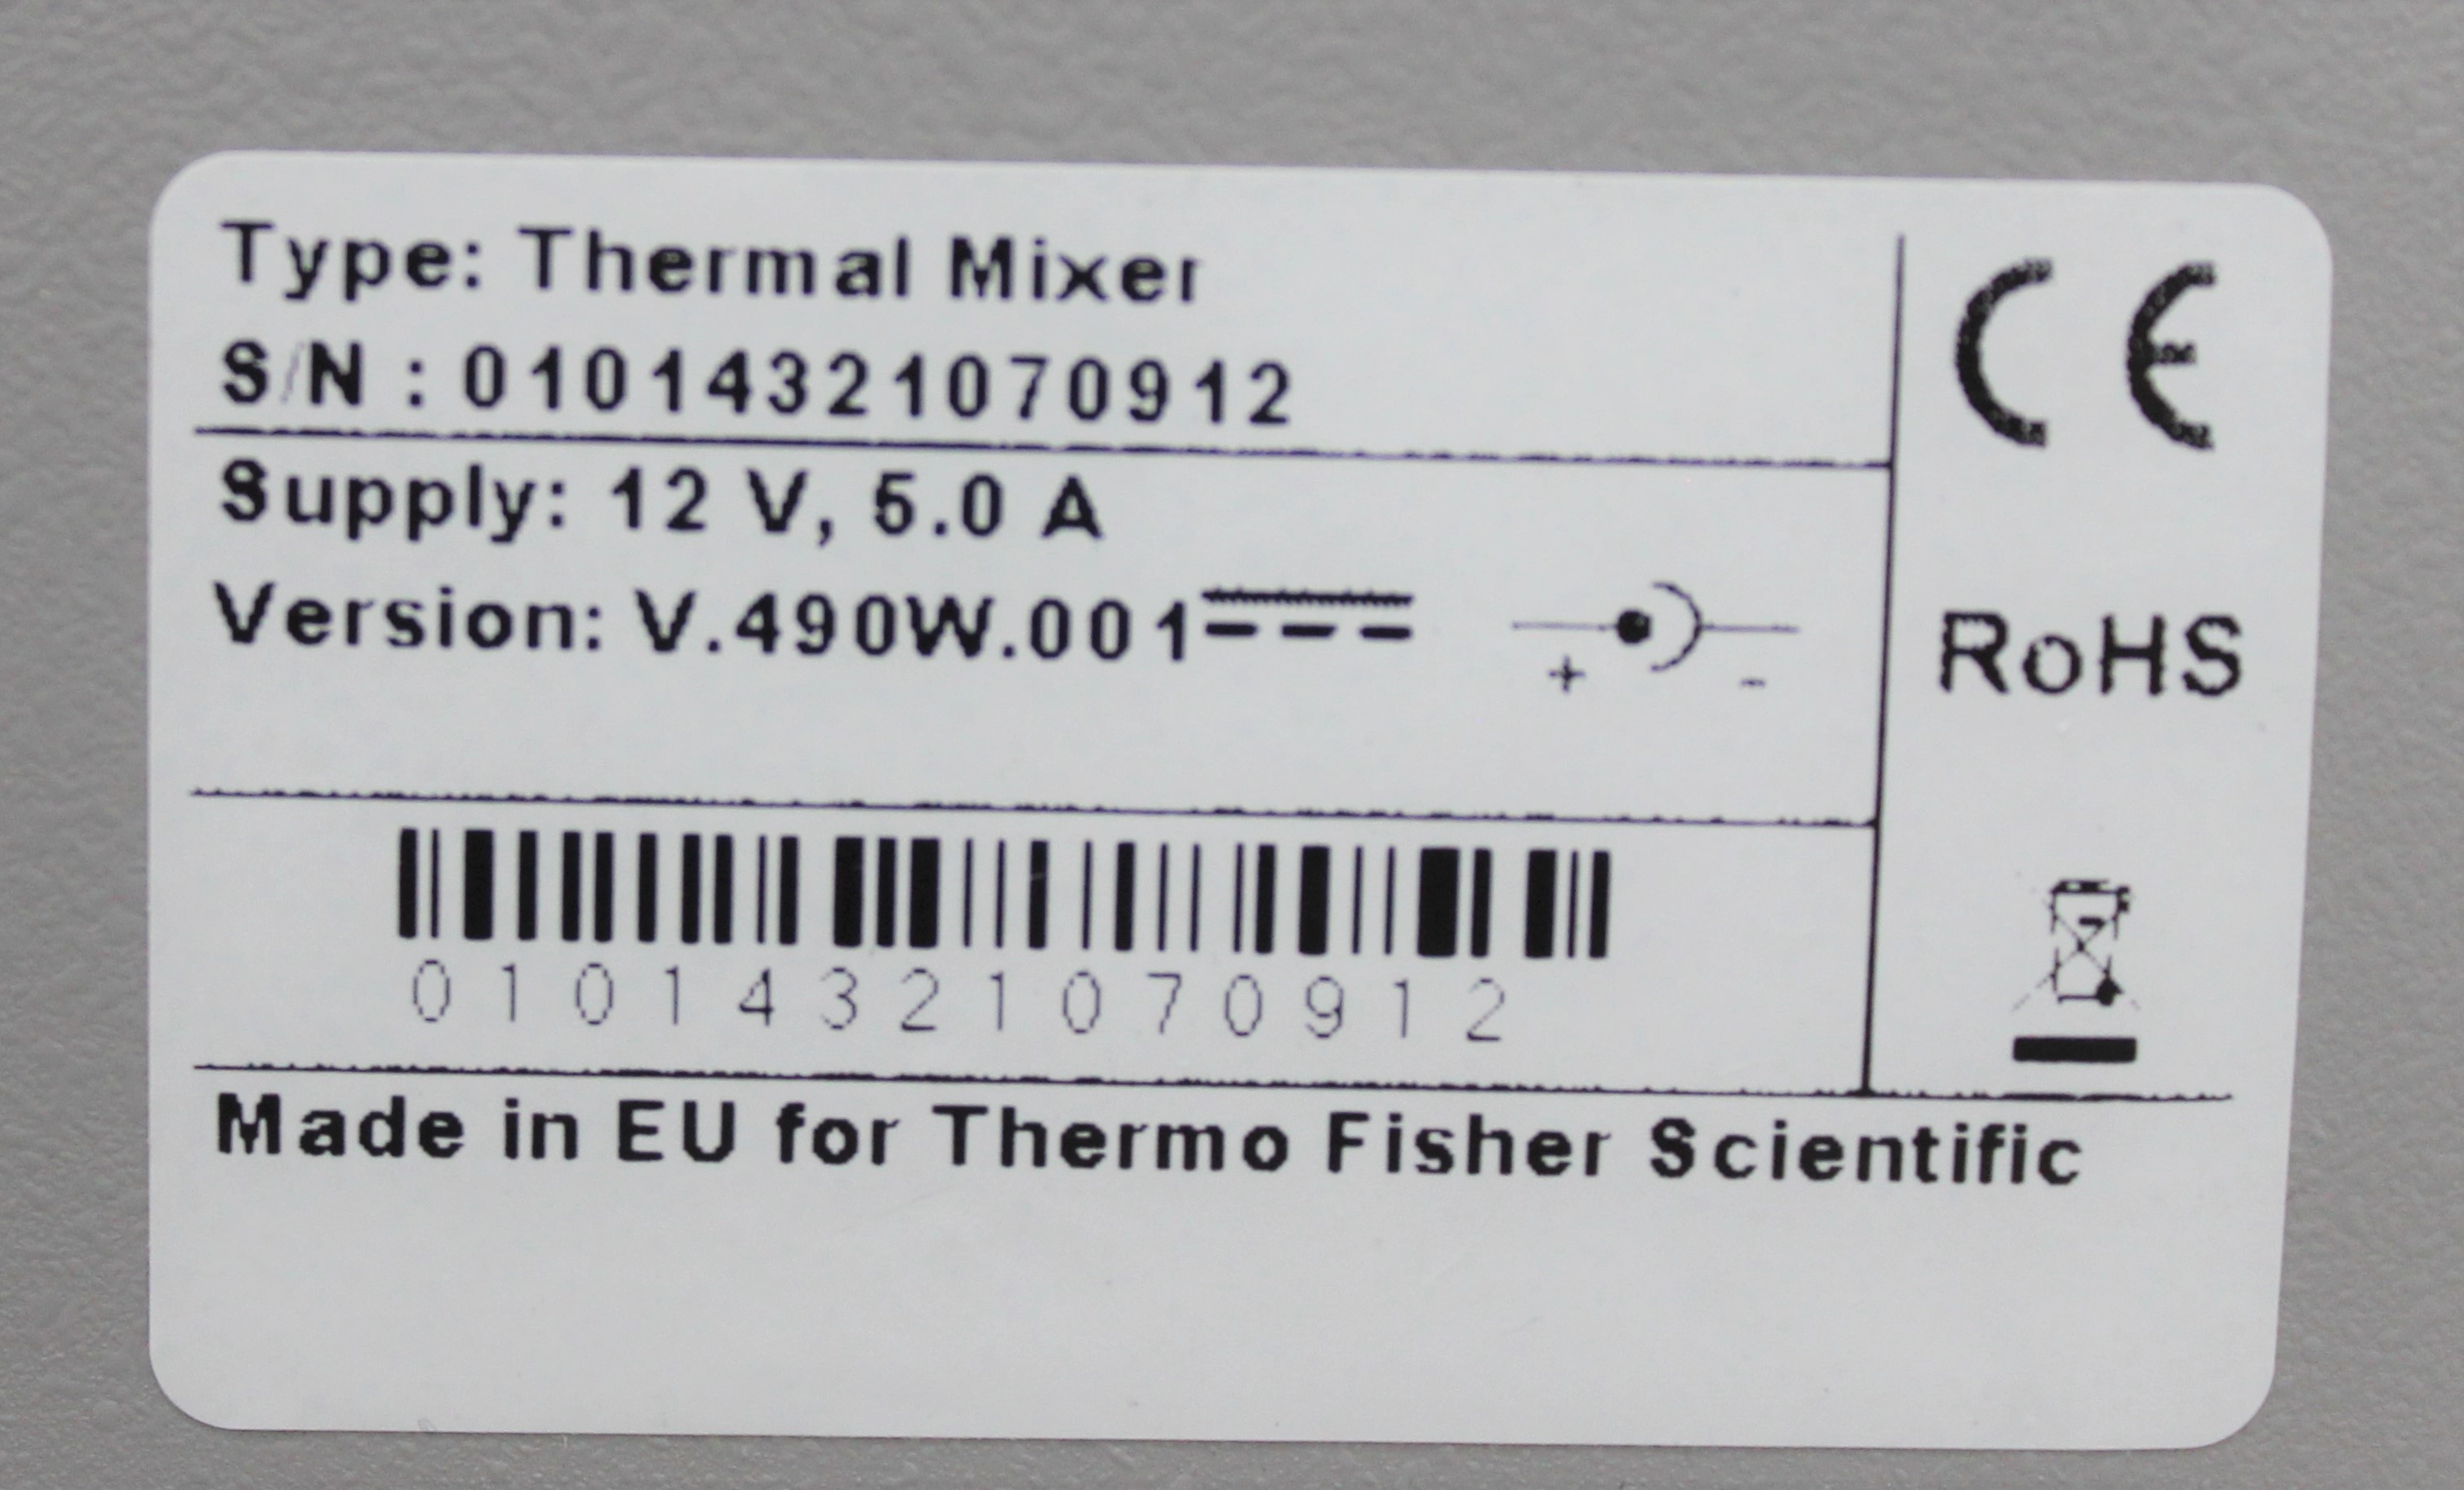 Type: Thermal Mixer
S/N : 01014321070912
Supply: 12 V, 5.0 A
Version: V.490W.001
+ -
01014321070912
CE
RoHS
Made in EU for Thermo Fisher Scientific